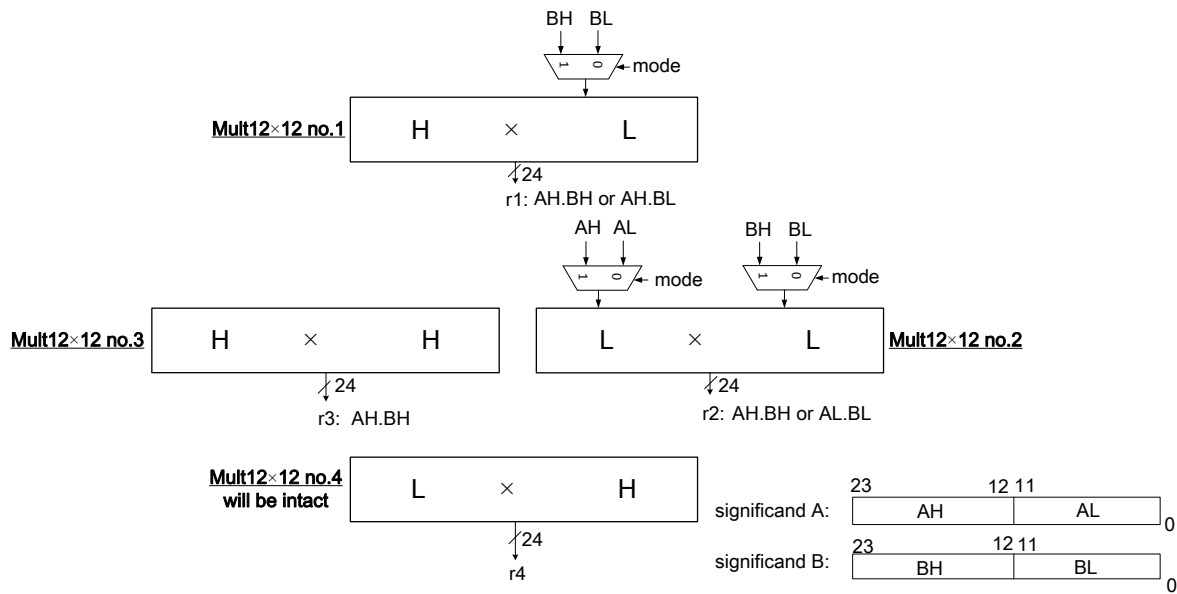 BH BL
1 0
mode
Mult12×12 no.1
H × L
24
r1: AH.BH or AH.BL
AH AL
1 0
mode
BH BL
1 0
mode
Mult12×12 no.3
H × H
L × L
Mult12×12 no.2
24
r3: AH.BH
24
r2: AH.BH or AL.BL
Mult12×12 no.4
will be intact
L × H
24
r4
23 12 11
significand A:
AH AL
0
23 12 11
significand B:
BH BL
0